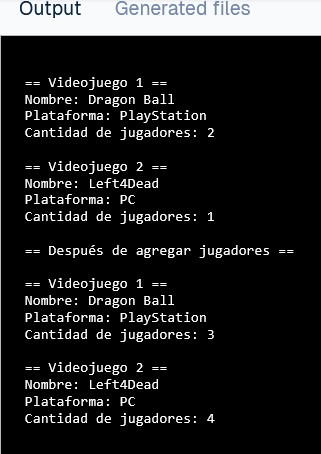 Output Generated files
== Videojuego 1 ==
Nombre: Dragon Ball
Plataforma: PlayStation
Cantidad de jugadores: 2
== Videojuego 2 ==
Nombre: Left4Dead
Plataforma: PC
Cantidad de jugadores: 1
== Después de agregar jugadores ==
== Videojuego 1 ==
Nombre: Dragon Ball
Plataforma: PlayStation
Cantidad de jugadores: 3
== Videojuego 2 ==
Nombre: Left4Dead
Plataforma: PC
Cantidad de jugadores: 4